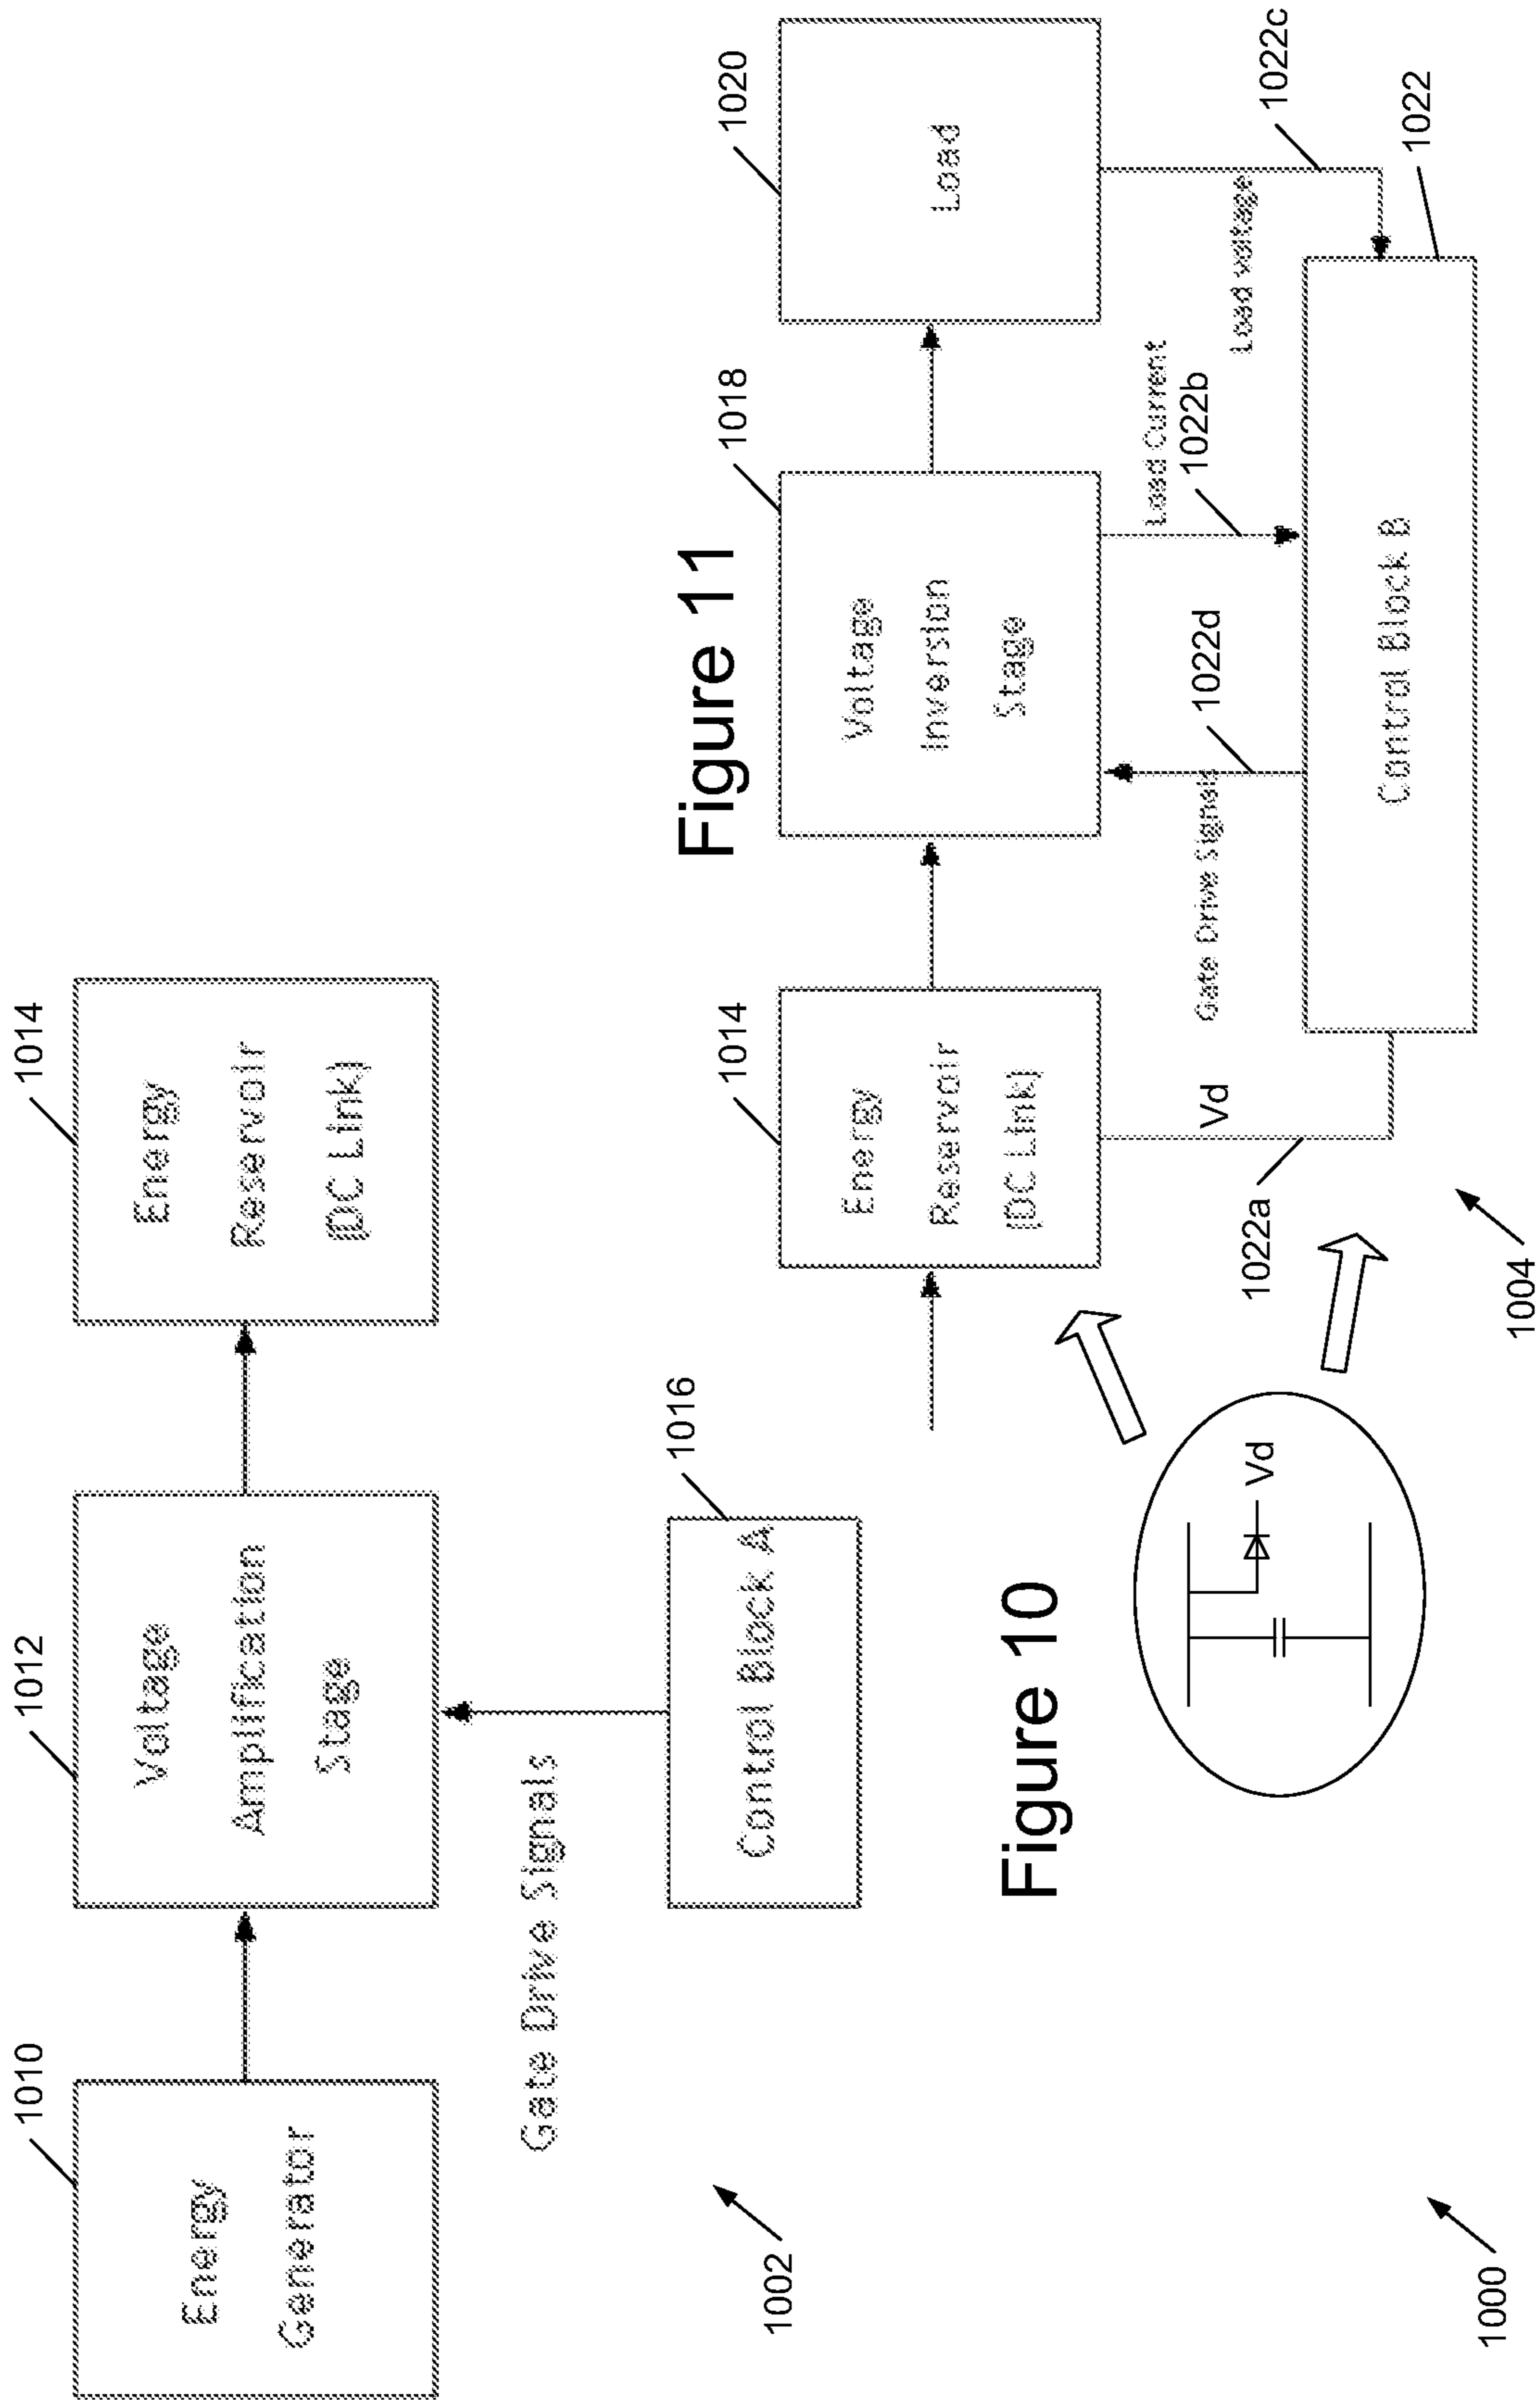 1010
Energy
Generator
1012
Voltage
Amplification
Stage
1014
Energy
Reservoir
(DC Link)
Gate Drive Signals
1016
Control Block A
1002
Figure 10
Figure 11
1014
Energy
Reservoir
(DC Link)
1018
Voltage
Inversion
Stage
1020
Load
Vd
1022a
Gate Drive Signals
1022d
Load Current
1022b
Load voltage
1022c
Control Block B
1022
Vd
1004
1000